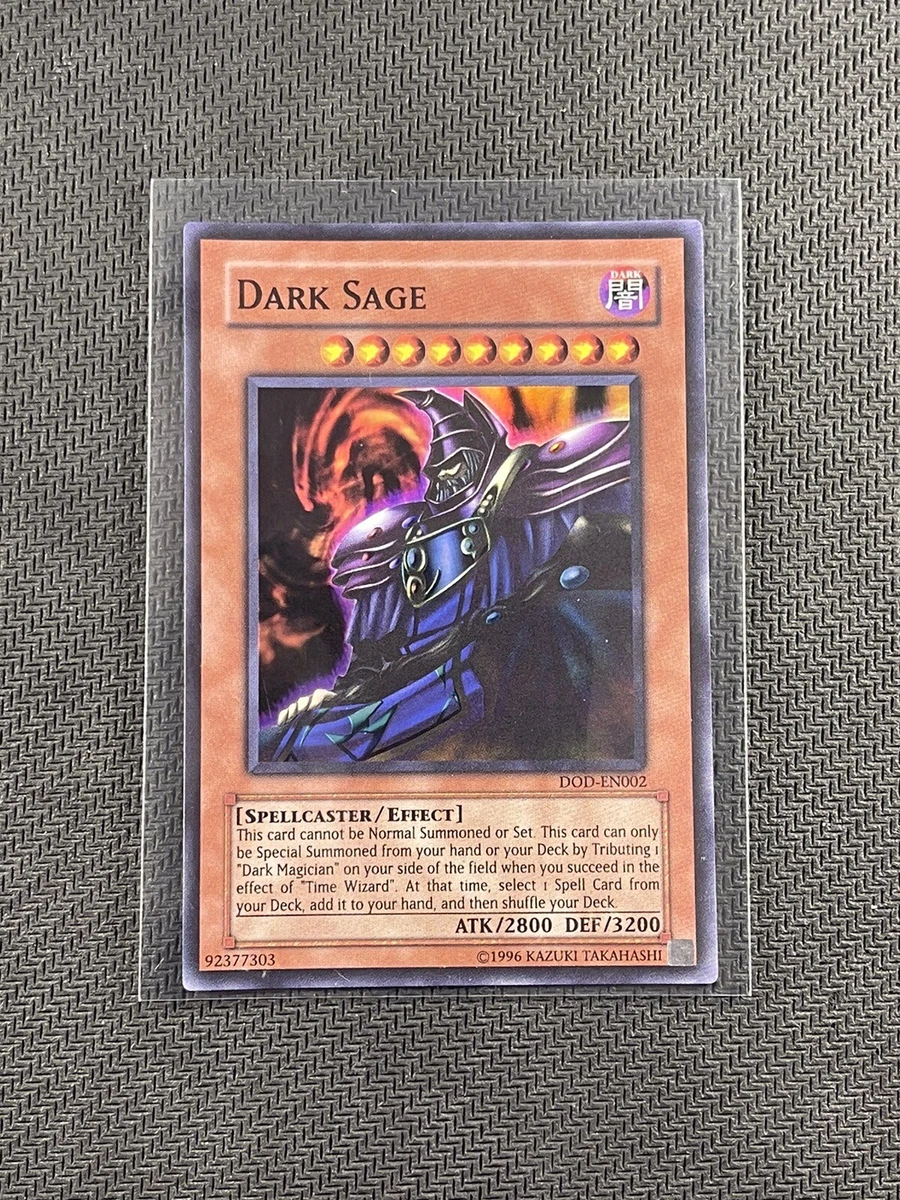 DARK SAGE
DARK
闇
DOD-EN002
[SPELLCASTER/EFFECT]
This card cannot be Normal Summoned or Set. This card can only
be Special Summoned from your hand or your Deck by Tributing 1
"Dark Magician" on your side of the field when you succeed in the
effect of "Time Wizard". At that time, select 1 Spell Card from
your Deck, add it to your hand, and then shuffle your Deck.
ATK/2800 DEF/3200
92377303
©1996 KAZUKI TAKAHASHI